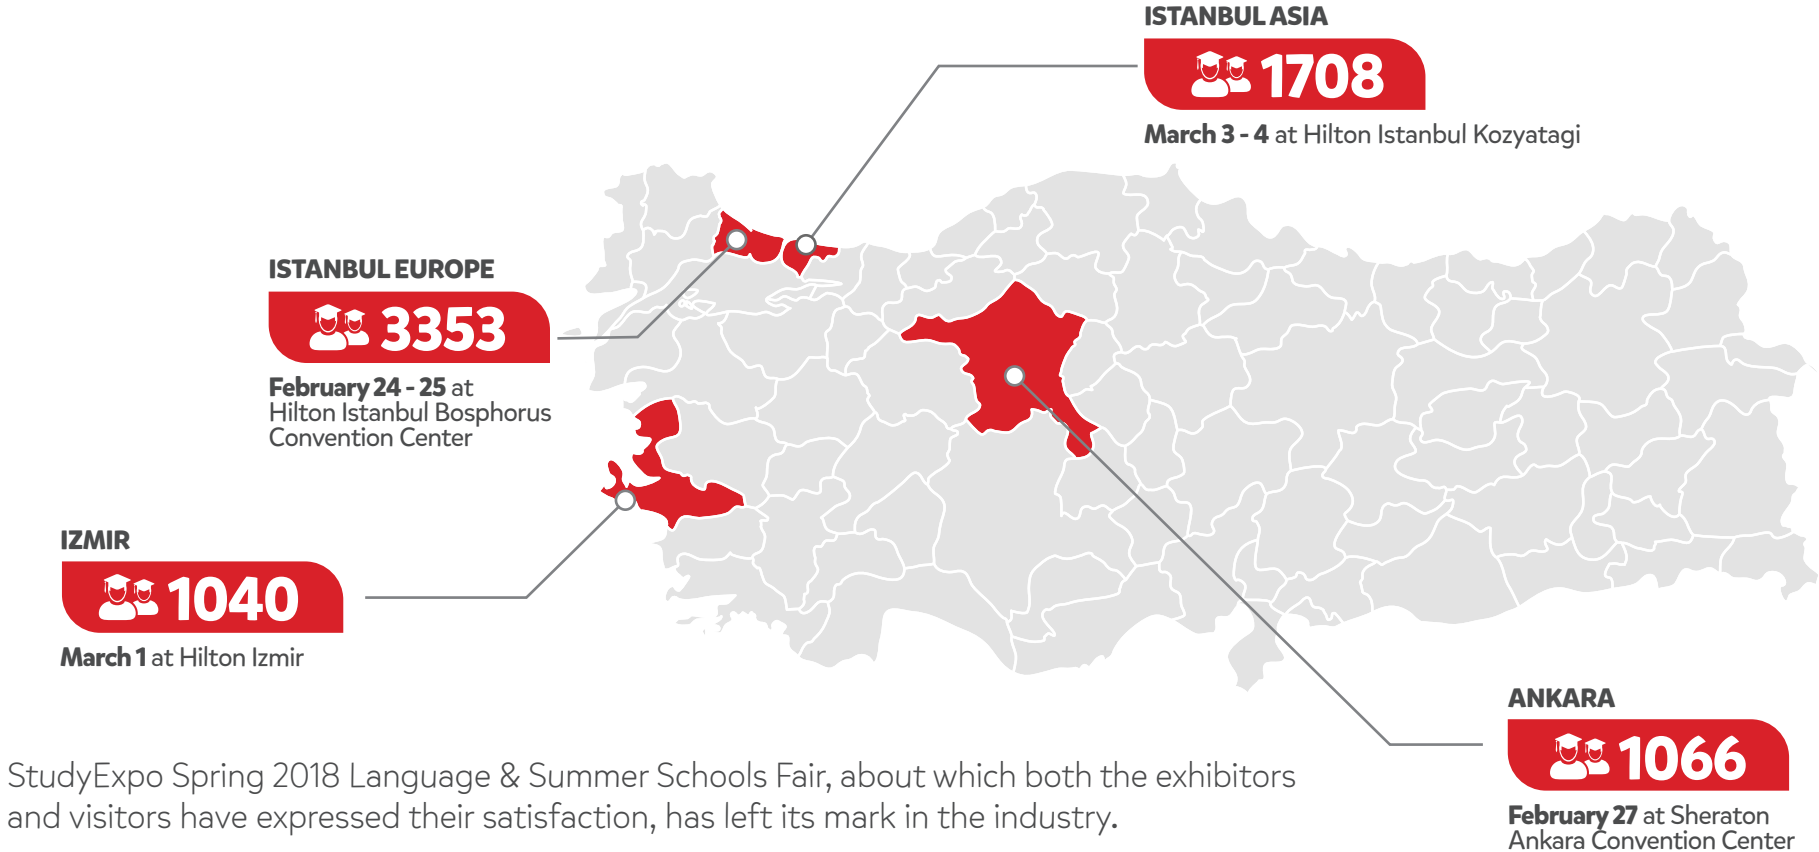 ISTANBUL ASIA
1708
March 3 - 4 at Hilton Istanbul Kozyatagi
ISTANBUL EUROPE
3353
February 24 - 25 at
Hilton Istanbul Bosphorus
Convention Center
IZMIR
1040
March 1 at Hilton Izmir
ANKARA
1066
February 27 at Sheraton
Ankara Convention Center
StudyExpo Spring 2018 Language & Summer Schools Fair, about which both the exhibitors
and visitors have expressed their satisfaction, has left its mark in the industry.